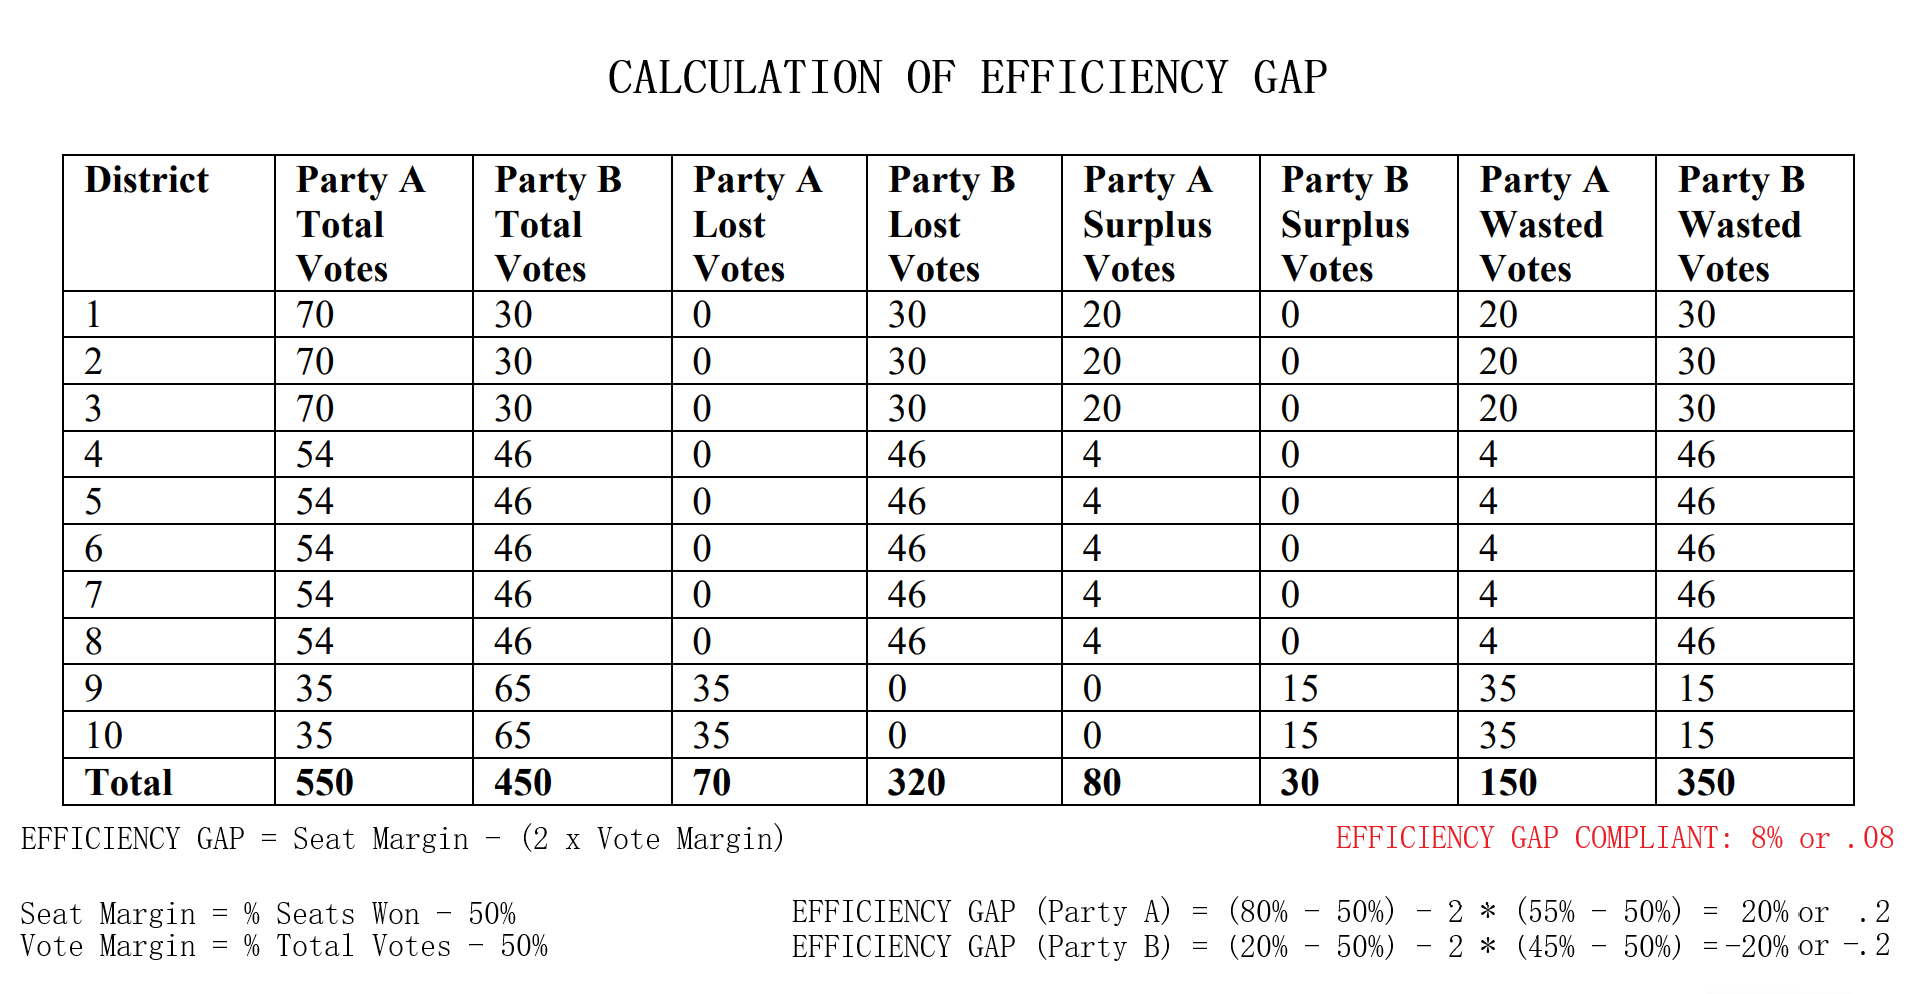 CALCULATION OF EFFICIENCY GAP
District Party A Total Votes Party B Total Votes Party A Lost Votes Party B Lost Votes Party A Surplus Votes Party B Surplus Votes Party A Wasted Votes Party B Wasted Votes
1 70 30 0 30 20 0 20 30
2 70 30 0 30 20 0 20 30
3 70 30 0 30 20 0 20 30
4 54 46 0 46 4 0 4 46
5 54 46 0 46 4 0 4 46
6 54 46 0 46 4 0 4 46
7 54 46 0 46 4 0 4 46
8 54 46 0 46 4 0 4 46
9 35 65 35 0 0 15 35 15
10 35 65 35 0 0 15 35 15
Total 550 450 70 320 80 30 150 350
EFFICIENCY GAP = Seat Margin - (2 x Vote Margin)
EFFICIENCY GAP COMPLIANT: 8% or .08
Seat Margin = % Seats Won - 50%
Vote Margin = % Total Votes - 50%
EFFICIENCY GAP (Party A) = (80% - 50%) - 2 * (55% - 50%) = 20% or .2
EFFICIENCY GAP (Party B) = (20% - 50%) - 2 * (45% - 50%) = -20% or -.2